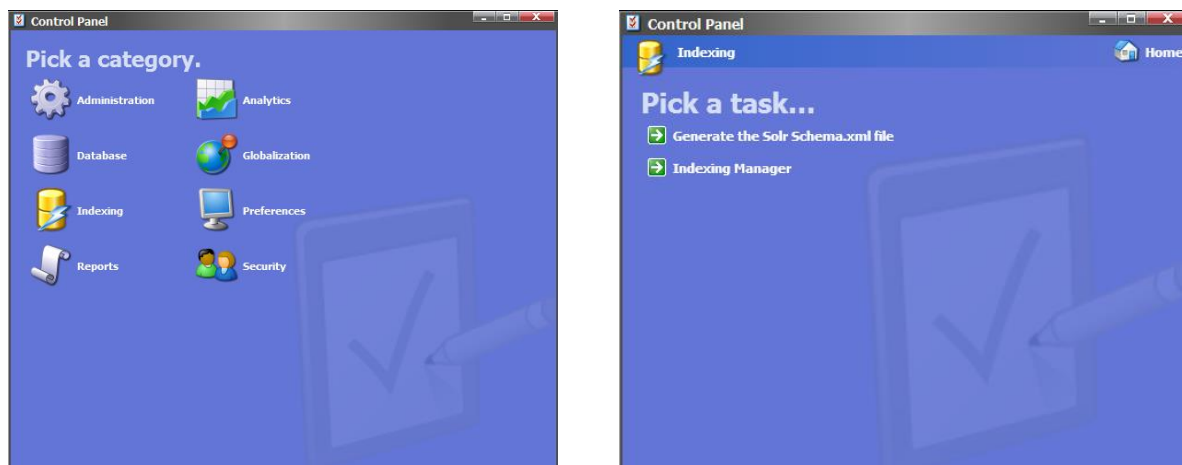 Control Panel
Pick a category.
Administration
Analytics
Database
Globalization
Indexing
Preferences
Reports
Security
Control Panel
Indexing
Home
Pick a task...
Generate the Solr Schema.xml file
Indexing Manager